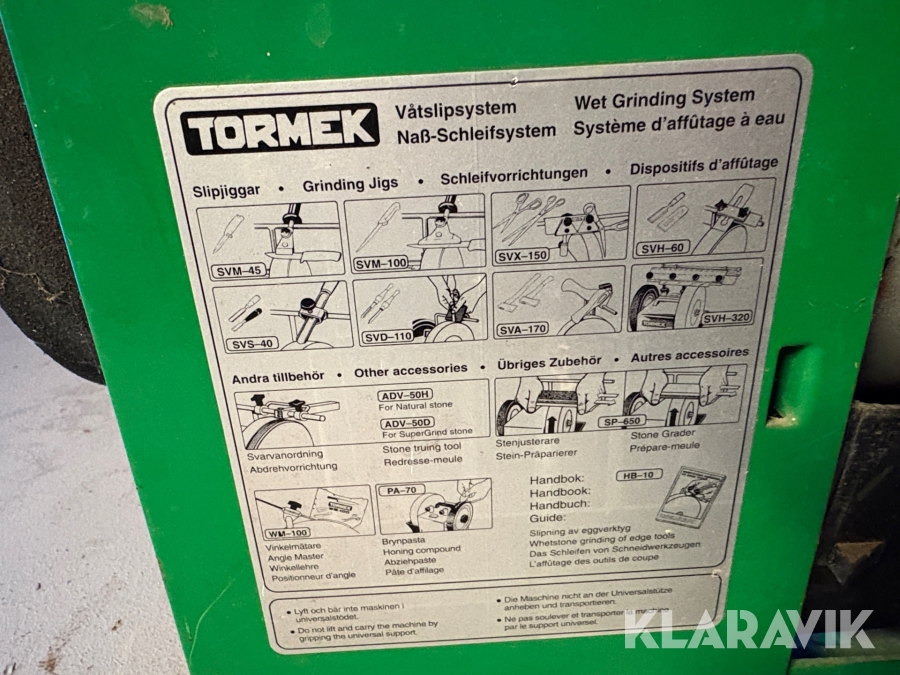 TORMEK
Våtslipsystem
Naß-Schleifsystem
Wet Grinding System
Système d'affûtage à eau
Slipjiggar • Grinding Jigs • Schleifvorrichtungen • Dispositifs d'affûtage
SVM–45
SVM–100
SVX–150
SVH–60
SVS–40
SVD–110
SVA–170
SVH–320
Andra tillbehör • Other accessories • Übriges Zubehör • Autres accessoires
Svarvanordning
Abdrehvorrichtung
ADV–50H
For Natural stone
ADV–50D
For SuperGrind stone
Stone truing tool
Redresse-meule
SP–650
Stenjusterare
Stein-Präparierer
Stone Grader
Prépare-meule
WM–100
Vinkelmätare
Angle Master
Winkellehre
Positionneur d'angle
PA–70
Brynpasta
Honing compound
Abziehpaste
Pâte d'affilage
Handbok:
Handbook:
Handbuch:
Guide:
HB–10
Slipning av eggverktyg
Whetstone grinding of edge tools
Das Schleifen von Schneidwerkzeugen
L'affûtage des outils de coupe
• Lyft och bär inte maskinen i
universalstödet.
• Do not lift and carry the machine by
gripping the universal support.
• Die Maschine nicht an der Universalstütze
anheben und transportieren.
• Ne pas soulever et transporter
par le support universel.
KLARAVIK